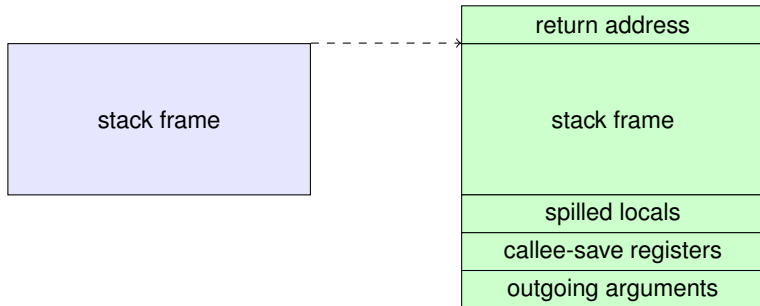 return address
stack frame
stack frame
spilled locals
callee-save registers
outgoing arguments